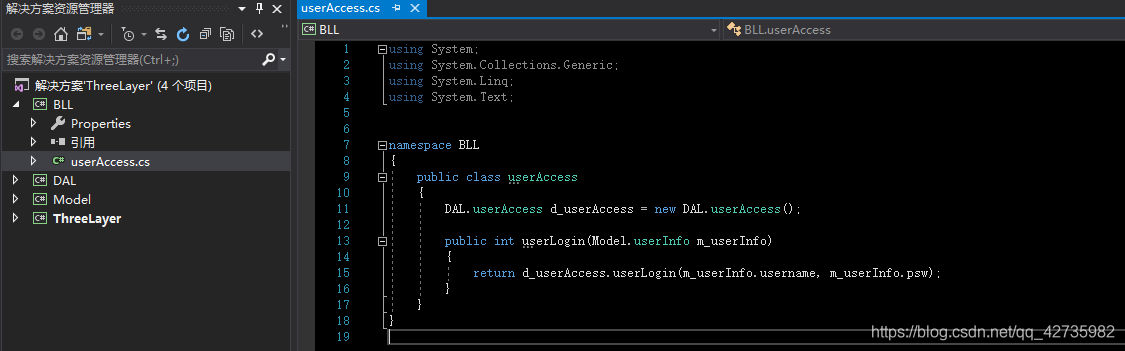 解决方案资源管理器
搜索解决方案资源管理器(Ctrl+;)
解决方案'ThreeLayer' (4 个项目)
BLL
Properties
引用
userAccess.cs
DAL
Model
ThreeLayer
userAccess.cs
BLL
BLL.userAccess
1 using System;
2 using System.Collections.Generic;
3 using System.Linq;
4 using System.Text;
5
6
7 namespace BLL
8 {
9 public class userAccess
10 {
11 DAL.userAccess d_userAccess = new DAL.userAccess();
12
13 public int userLogin(Model.userInfo m_userInfo)
14 {
15 return d_userAccess.userLogin(m_userInfo.username, m_userInfo.psw);
16 }
17 }
18 }
19
https://blog.csdn.net/qq_42735982